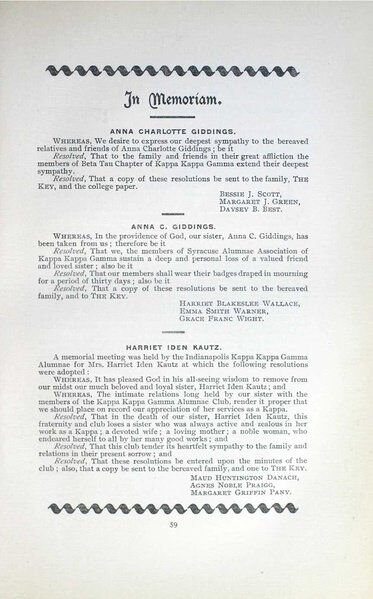 In Memoriam.
ANNA CHARLOTTE GIDDINGS.
WHEREAS, We desire to express our deepest sympathy to the bereaved
relatives and friends of Anna Charlotte Giddings; be it
Resolved, That to the family and friends in their great affliction the
members of Beta Tau Chapter of Kappa Kappa Gamma extend their deepest
sympathy.
Resolved, That a copy of these resolutions be sent to the family, THE
KEY, and the college paper.
BESSIE J. SCOTT,
MARGARET J. GREEN,
DAYSEY B. BEST.
ANNA C. GIDDINGS.
WHEREAS, In the providence of God, our sister, Anna C. Giddings, has
been taken from us; therefore be it
Resolved, That we, the members of Syracuse Alumnae Association of
Kappa Kappa Gamma sustain a deep and personal loss of a valued friend
and loved sister; also be it
Resolved, That our members shall wear their badges draped in mourning
for a period of thirty days; also be it
Resolved, That a copy of these resolutions be sent to the bereaved
family, and to THE KEY.
HARRIET BLAKESLEE WALLACE,
EMMA SMITH WARNER,
GRACE FRANC WIGHT.
HARRIET IDEN KAUTZ.
A memorial meeting was held by the Indianapolis Kappa Kappa Gamma
Alumnae for Mrs. Harriet Iden Kautz at which the following resolutions
were adopted:
WHEREAS, It has pleased God in his all-seeing wisdom to remove from
our midst our much beloved and loyal sister, Harriet Iden Kautz; and
WHEREAS, The intimate relations long held by our sister with the
members of the Kappa Kappa Gamma Alumnae Club, render it proper that
we should place on record our appreciation of her services as a Kappa.
Resolved, That in the death of our sister, Harriet Iden Kautz, this
fraternity and club loses a sister who was always active and zealous in her
work as a Kappa; a devoted wife; a loving mother; a noble woman, who
endeared herself to all by her many good works; and
Resolved, That this club tender its heartfelt sympathy to the family and
relations in their present sorrow; and
Resolved, That these resolutions be entered upon the minutes of the
club; also, that a copy be sent to the bereaved family, and one to THE KEY.
MAUD HUNTINGTON DANACH,
AGNES NOBLE PRAIGG,
MARGARET GRIFFIN PANY.
59